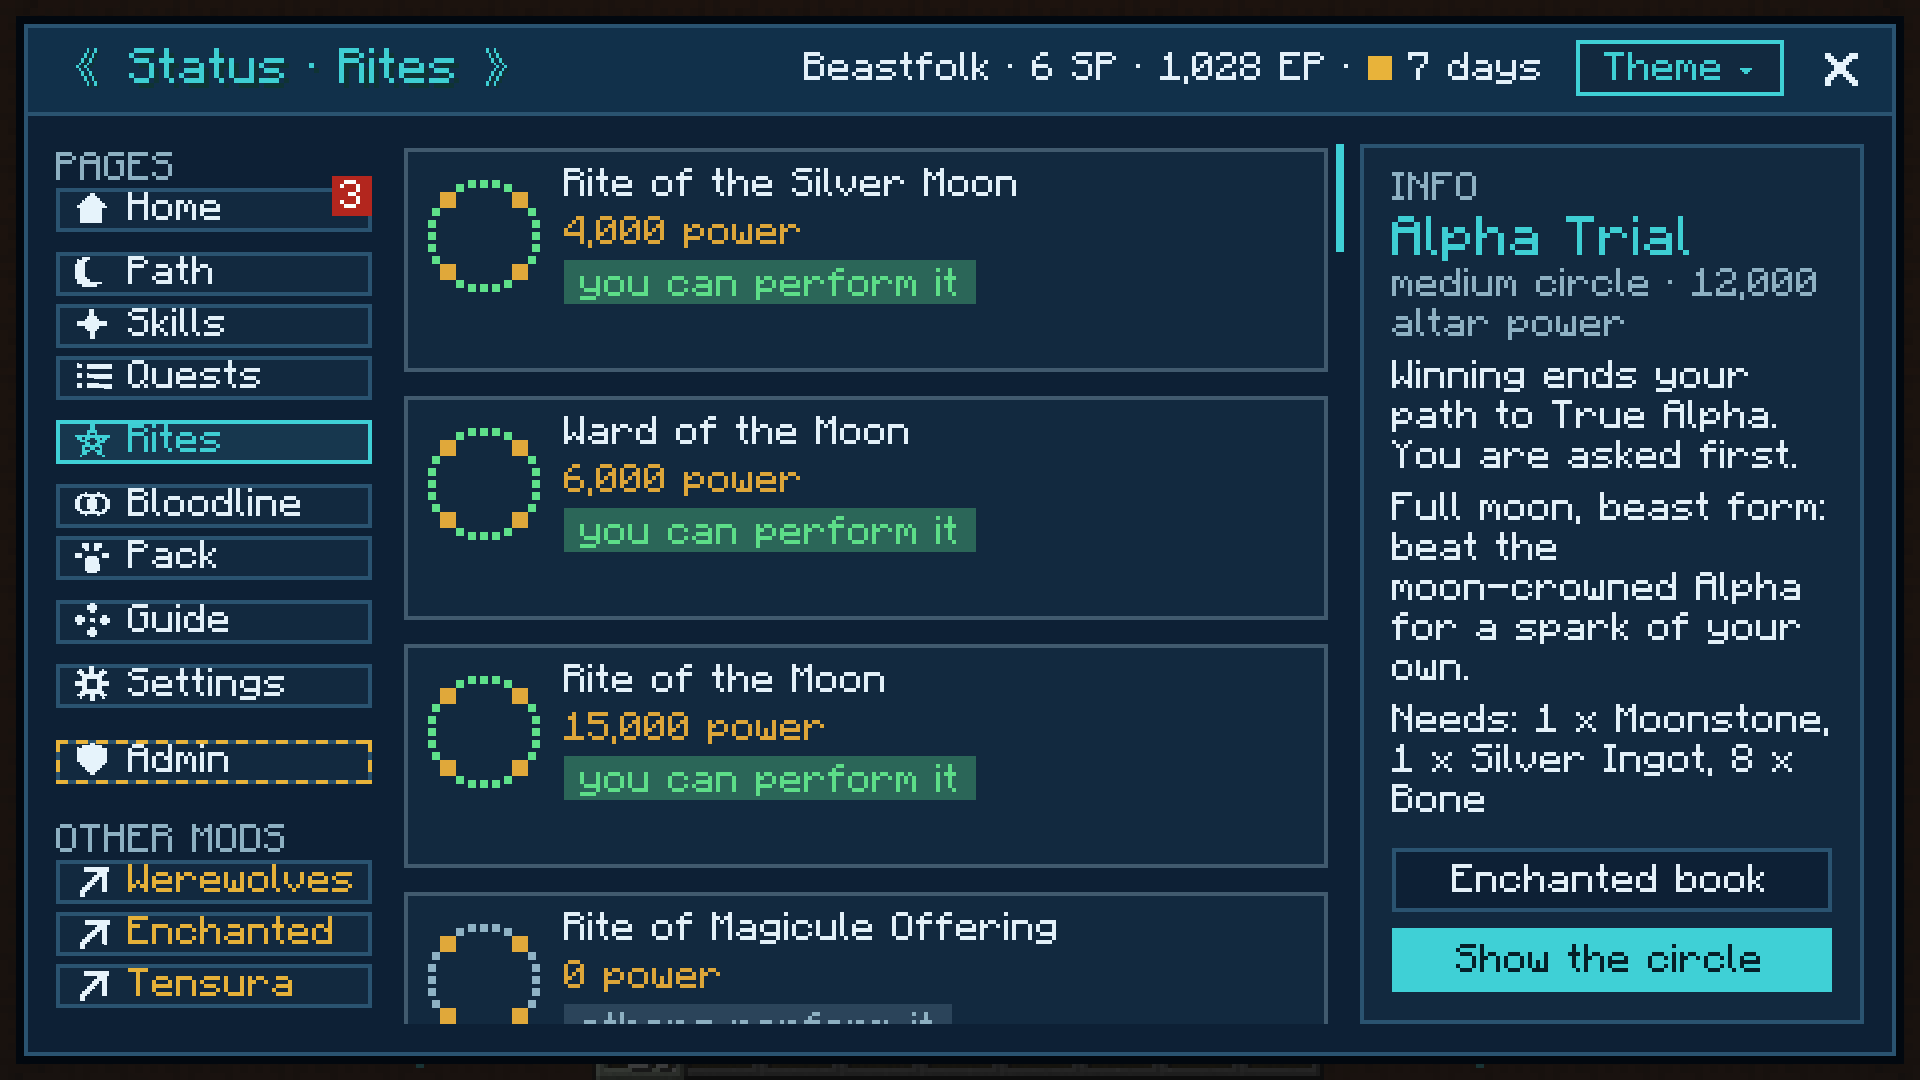 《 Status · Rites 》
Beastfolk · 6 SP · 1,028 EP · 7 days
Theme
PAGES
Home
3
Path
Skills
Quests
Rites
Bloodline
Pack
Guide
Settings
Admin
OTHER MODS
Werewolves
Enchanted
Tensura
Rite of the Silver Moon
4,000 power
you can perform it
Ward of the Moon
6,000 power
you can perform it
Rite of the Moon
15,000 power
you can perform it
Rite of Magicule Offering
0 power
INFO
Alpha Trial
medium circle · 12,000
altar power
Winning ends your
path to True Alpha.
You are asked first.
Full moon, beast form:
beat the
moon-crowned Alpha
for a spark of your
own.
Needs: 1 x Moonstone,
1 x Silver Ingot, 8 x
Bone
Enchanted book
Show the circle